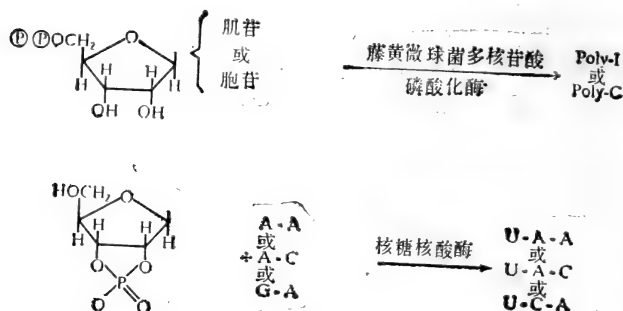 ⓅⓅOCH₂ O
H H H H
OH OH
肌苷
或
胞苷
藤黄微球菌多核苷酸
磷酸化酶
Poly-I
或
Poly-C
HOCH₂ O
H H H H
O O
P
O O
+
A-A
或
A-C
或
G-A
核糖核酸酶
U-A-A
或
U-A-C
或
U-C-A